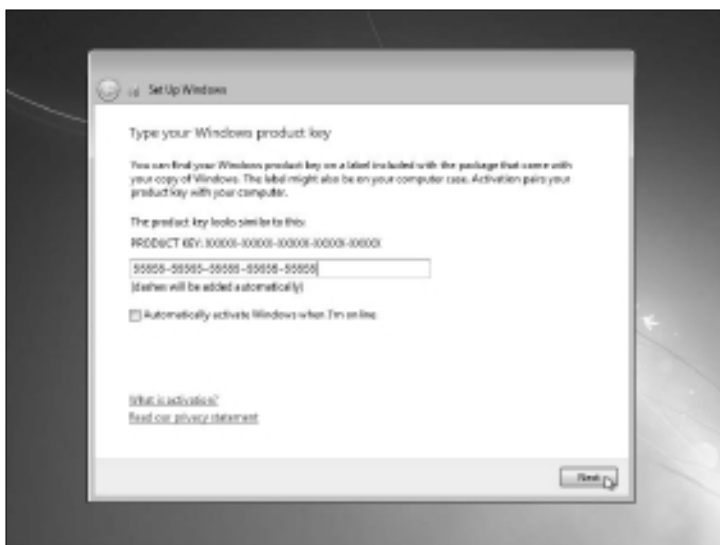 Set Up Windows
Type your Windows product key
You can find your Windows product key on a label included with the package that came with
your copy of Windows. The label might also be on your computer case. Activation pairs your
product key with your computer.
The product key looks similar to this:
PRODUCT KEY: XXXXX-XXXXX-XXXXX-XXXXX-XXXXX
(dashes will be added automatically)
Automatically activate Windows when I'm online
What is activation?
Read our privacy statement
Next